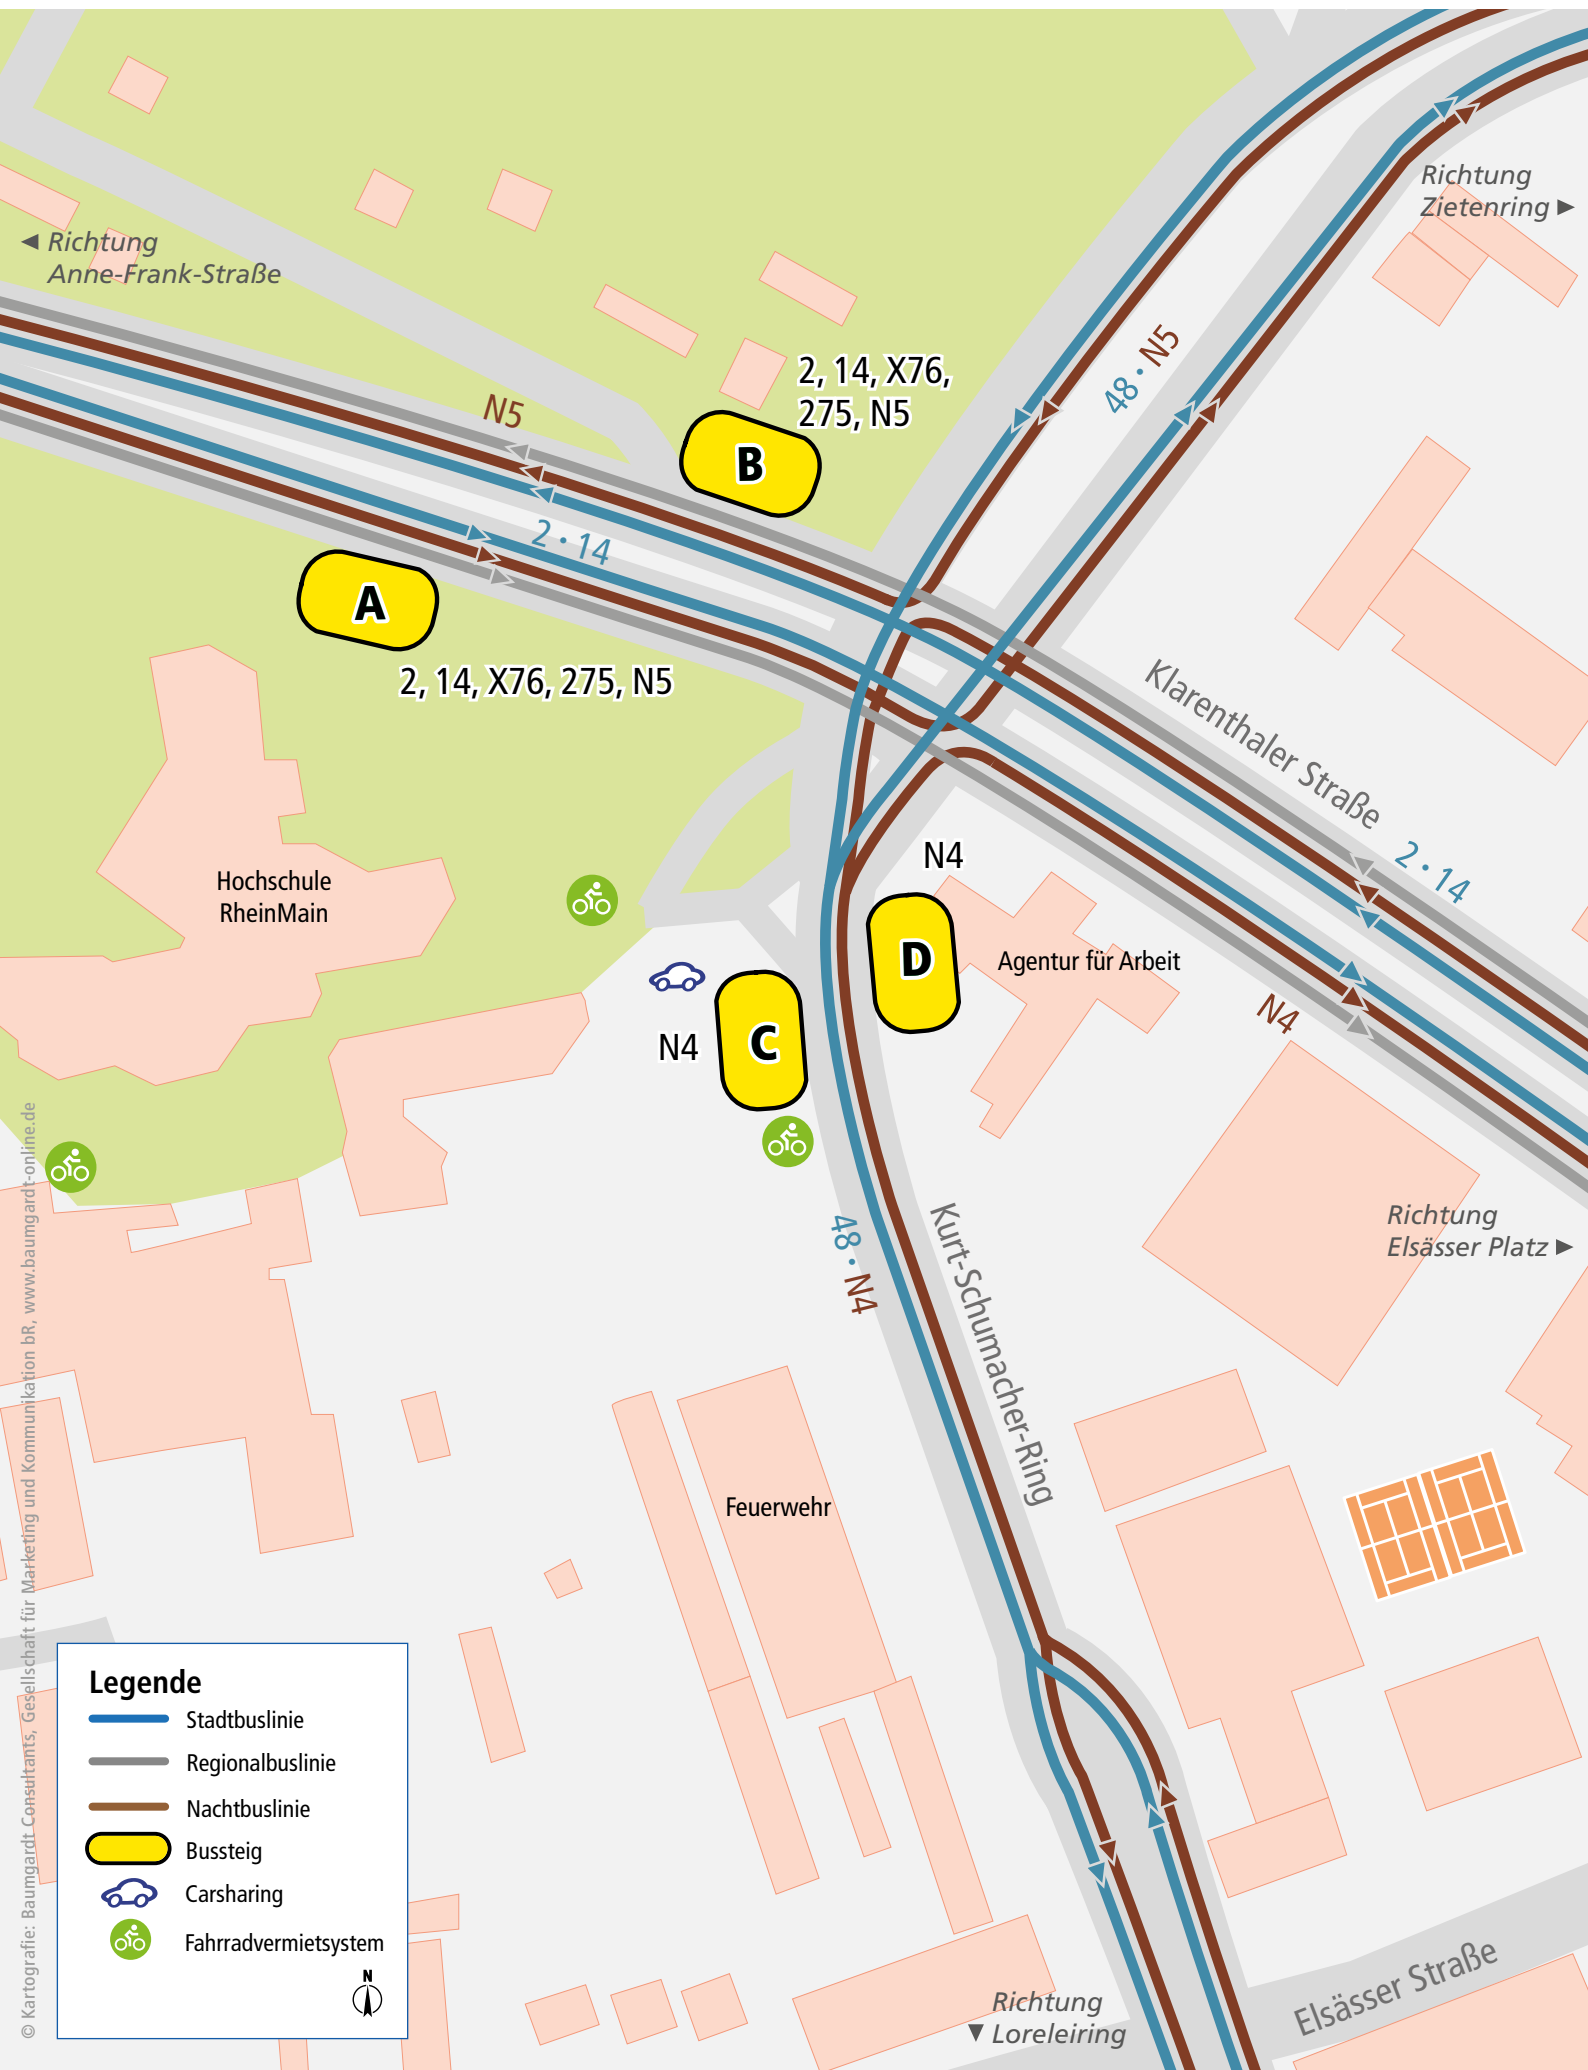 Richtung
Zietenring
Richtung
Anne-Frank-Straße
48 • N5
2, 14, X76,
275, N5
N5
B
2 • 14
A
2, 14, X76, 275, N5
Klarenthaler Straße
2 • 14
N4
Hochschule
RheinMain
D
Agentur für Arbeit
N4
C
N4
Richtung
Elsässer Platz
48 • N4
Kurt-Schumacher-Ring
Feuerwehr
Legende
Stadtbuslinie
Regionalbuslinie
Nachtbuslinie
Bussteig
Carsharing
Fahrradvermietsystem
N
Richtung
Loreleiring
Elsässer Straße
© Kartografie: Baumgardt Consultants, Gesellschaft für Marketing und Kommunikation bR, www.baumgardt-online.de